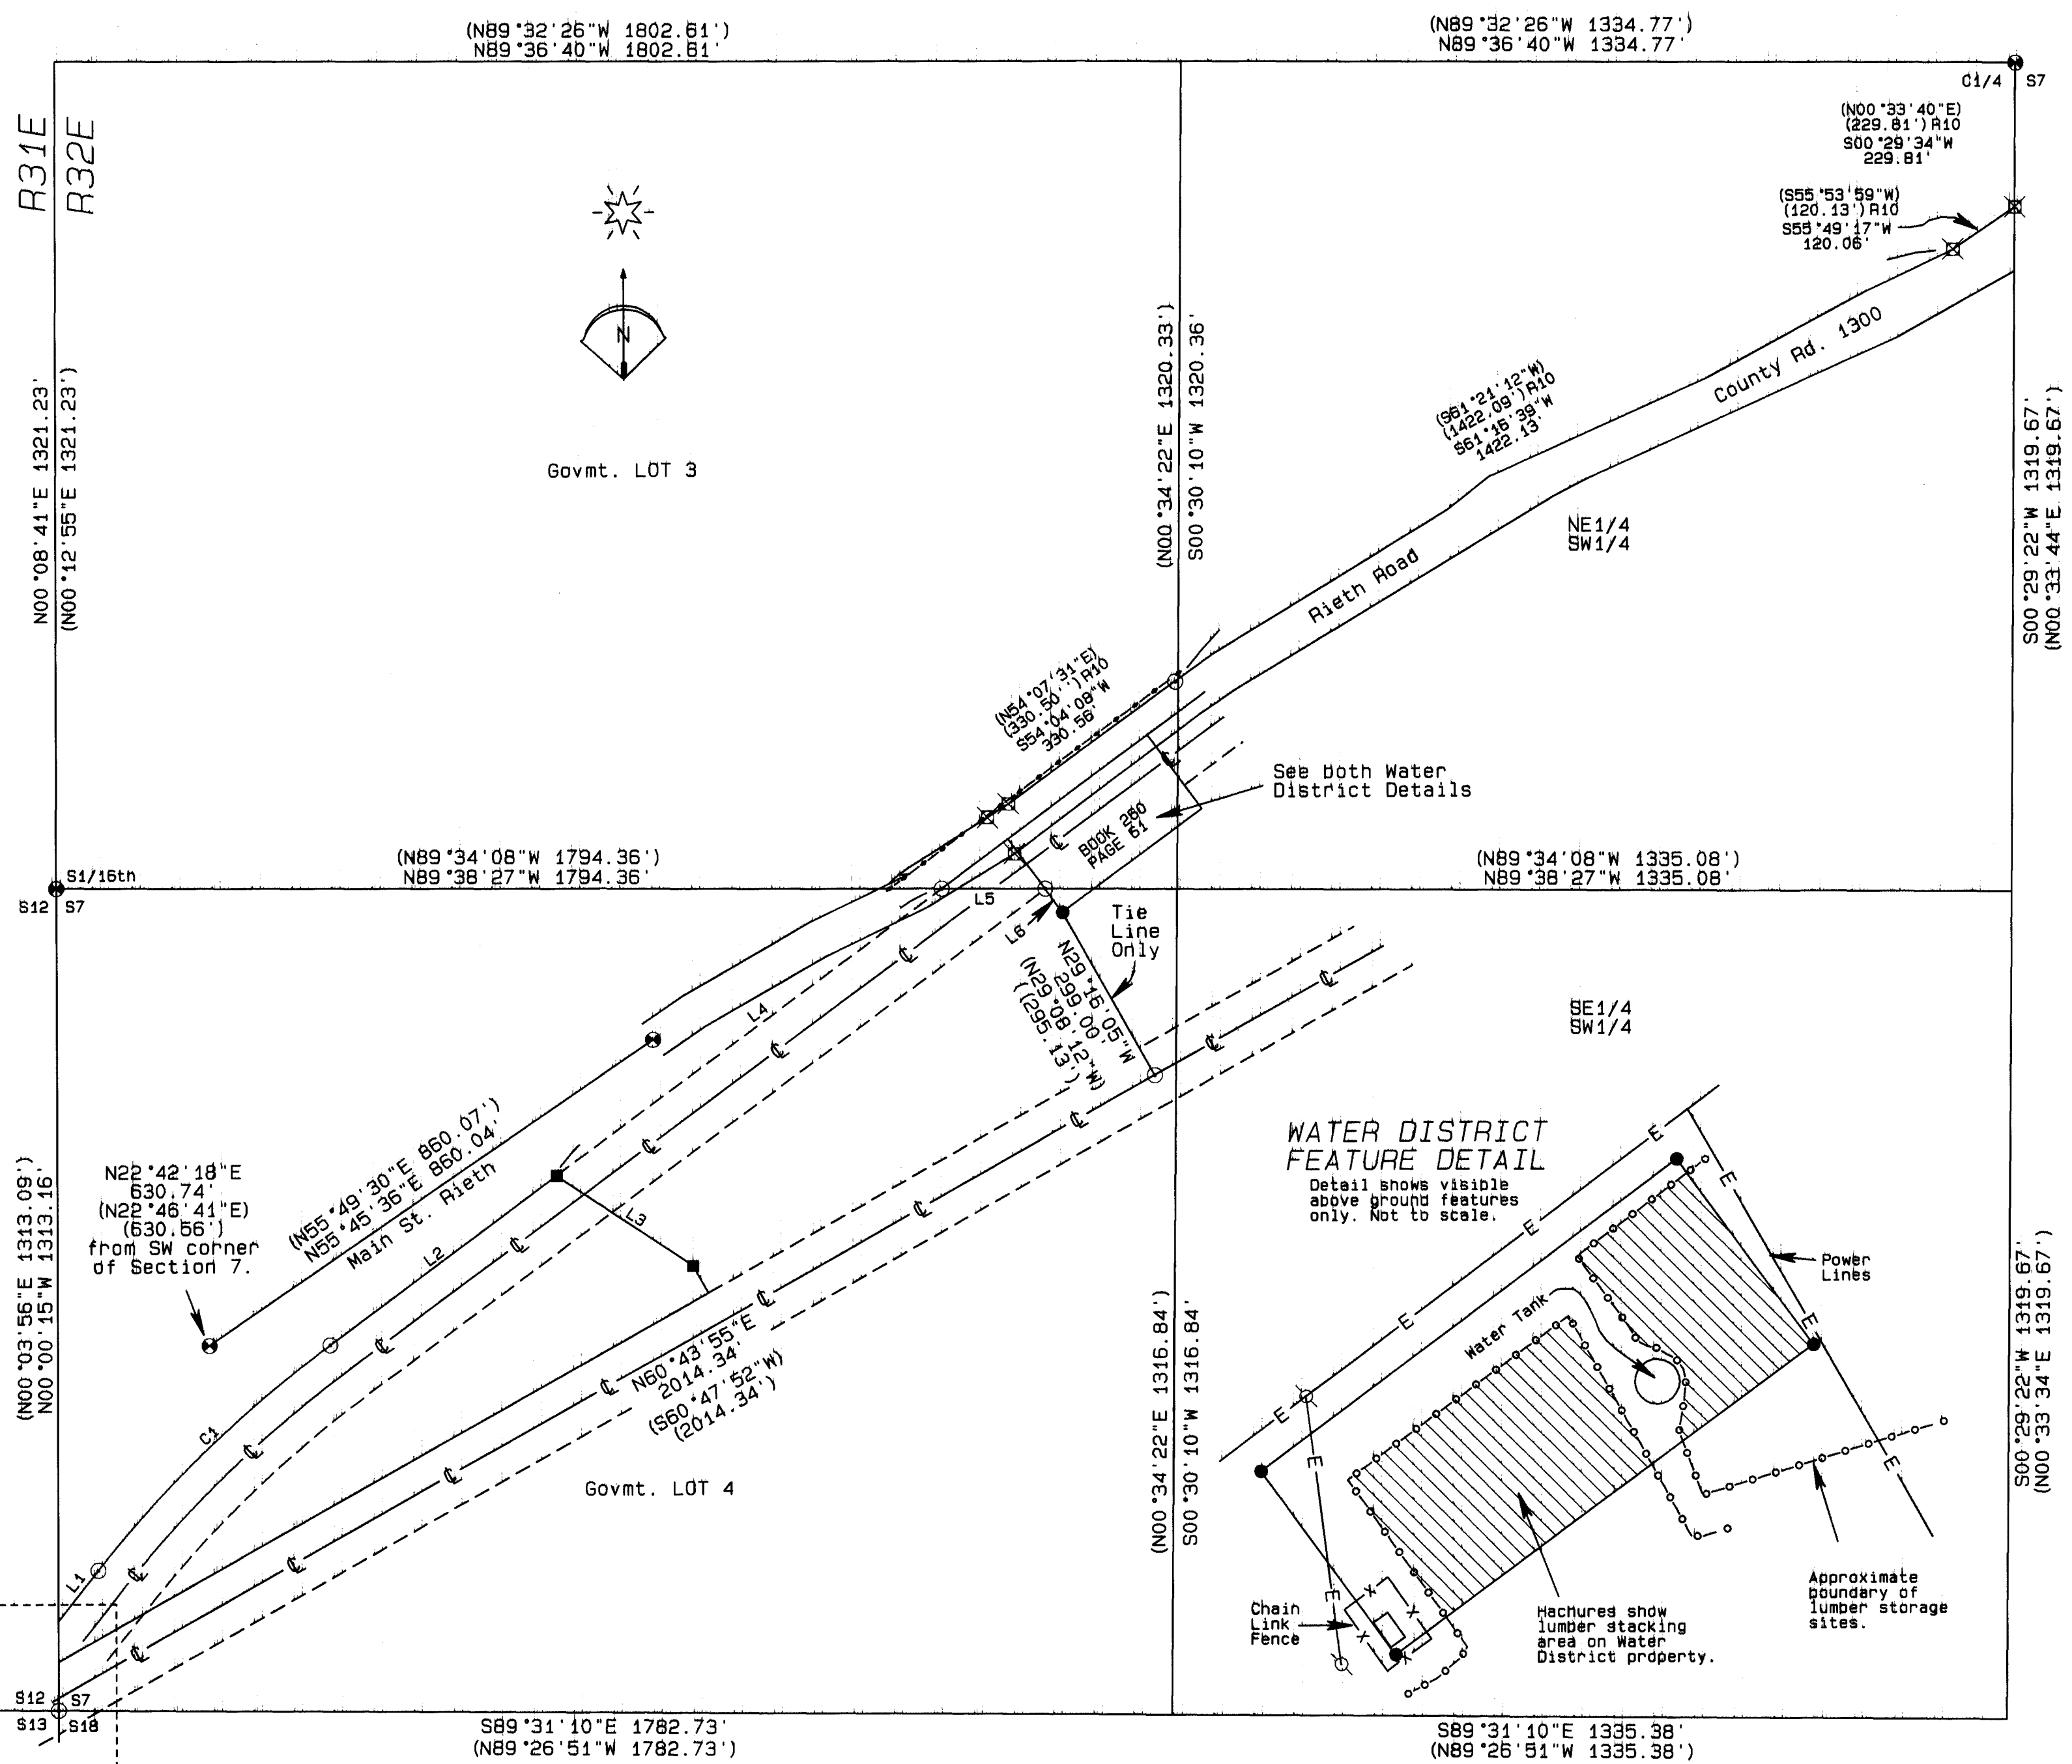 (N89°32'26"W 1802.61')
N89°36'40"W 1802.61'
(N89°32'26"W 1334.77')
N89°36'40"W 1334.77'
C1/4 S7
R31E
R32E
(N00°33'40"E)
(229.81')R10
S00°29'34"W
229.81'
(S55°53'59"W)
(120.13')R10
S55°49'17"W
120.06'
N
N00°08'41"E 1321.23'
(N00°12'55"E 1321.23')
Govmt. LOT 3
(N00°34'22"E 1320.33')
S00°30'10"W 1320.36'
(S61°21'12"W)
(1422.09')R10
S61°16'39"W
1422.13'
County Rd. 1300
Rieth Road
NE1/4
SW1/4
S00°29'22"W 1319.67'
(N00°33'44"E 1319.67')
(N54°07'31"E)
(330.50'')R10
S54°04'08"W
330.56'
See both Water
District Details
BOOK 260
PAGE 61
(N89°34'08"W 1794.36')
N89°38'27"W 1794.36'
(N89°34'08"W 1335.08')
N89°38'27"W 1335.08'
S1/16th
S12 S7
L5
L6
Tie
Line
Only
N29°16'05"W
299.00'
(N29°08'12"W)
((295.13')
L4
SE1/4
SW1/4
(N55°49'30"E 860.07')
N55°45'36"E 860.04'
Main St. Rieth
N22°42'18"E
630.74'
(N22°46'41"E)
(630.56')
from SW corner
of Section 7.
L2
L3
(N00°03'56"E 1313.09')
N00°00'15"W 1313.16'
N60°43'55"E
2014.34'
(S60°47'52"W)
(2014.34')
C1
L1
Govmt. LOT 4
(N00°34'22"E 1316.84')
S00°30'10"W 1316.84'
WATER DISTRICT
FEATURE DETAIL
Detail shows visible
above ground features
only. Not to scale.
E
E
E
E
E
E
E
E
E
E
Power
Lines
Water Tank
S00°29'22"W 1319.67'
(N00°33'34"E 1319.67')
Chain
Link
Fence
X
X
X
X
Hachures show
lumber stacking
area on Water
District property.
Approximate
boundary of
lumber storage
sites.
S12 S7
S13 S18
S89°31'10"E 1782.73'
(N89°26'51"W 1782.73')
S89°31'10"E 1335.38'
(N89°26'51"W 1335.38')